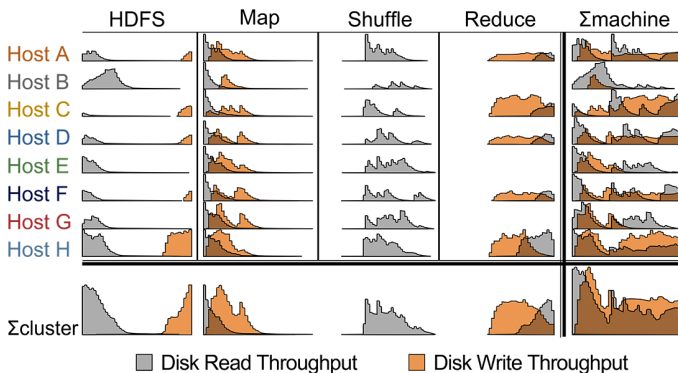 HDFS Map Shuffle Reduce Σmachine
Host A
Host B
Host C
Host D
Host E
Host F
Host G
Host H
Σcluster
Disk Read Throughput Disk Write Throughput